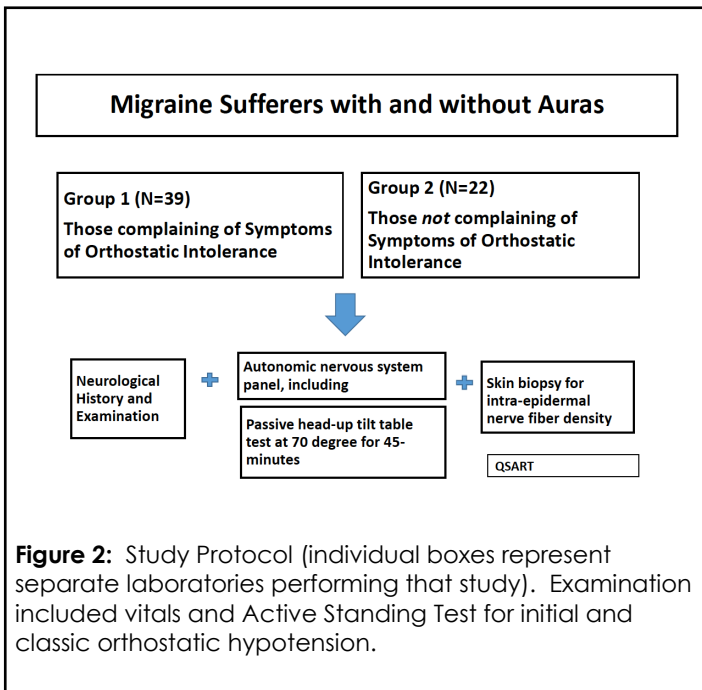 Migraine Sufferers with and without Auras
Group 1 (N=39)
Those complaining of Symptoms
of Orthostatic Intolerance
Group 2 (N=22)
Those not complaining of
Symptoms of Orthostatic
Intolerance
Neurological
History and
Examination
Autonomic nervous system
panel, including
Passive head-up tilt table
test at 70 degree for 45-
minutes
Skin biopsy for
intra-epidermal
nerve fiber density
QSART
Figure 2: Study Protocol (individual boxes represent
separate laboratories performing that study). Examination
included vitals and Active Standing Test for initial and
classic orthostatic hypotension.